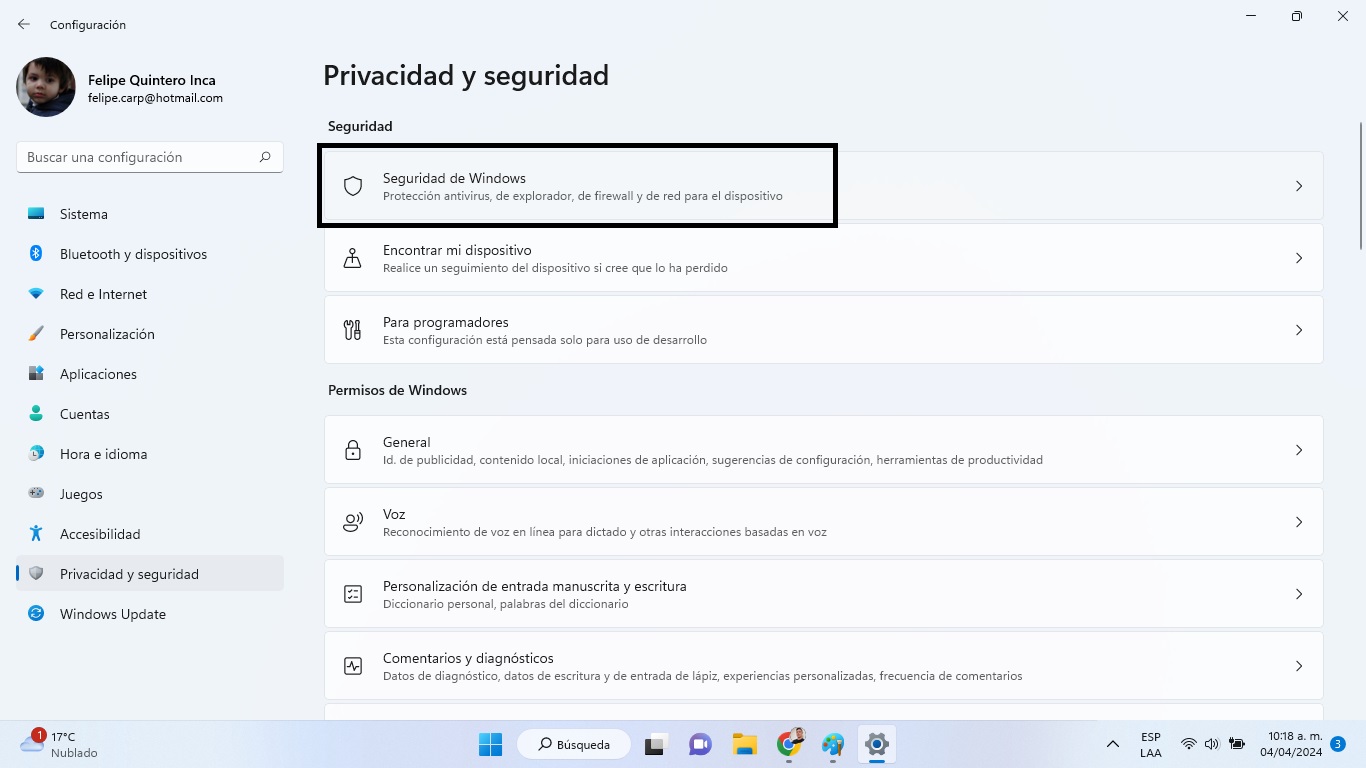 Configuración
Felipe Quintero Inca
felipe.carp@hotmail.com
Buscar una configuración
Sistema
Bluetooth y dispositivos
Red e Internet
Personalización
Aplicaciones
Cuentas
Hora e idioma
Juegos
Accesibilidad
Privacidad y seguridad
Windows Update
Privacidad y seguridad
Seguridad
Seguridad de Windows
Protección antivirus, de explorador, de firewall y de red para el dispositivo
Encontrar mi dispositivo
Realice un seguimiento del dispositivo si cree que lo ha perdido
Para programadores
Esta configuración está pensada solo para uso de desarrollo
Permisos de Windows
General
Id. de publicidad, contenido local, iniciaciones de aplicación, sugerencias de configuración, herramientas de productividad
Voz
Reconocimiento de voz en línea para dictado y otras interacciones basadas en voz
Personalización de entrada manuscrita y escritura
Diccionario personal, palabras del diccionario
Comentarios y diagnósticos
Datos de diagnóstico, datos de escritura y de entrada de lápiz, experiencias personalizadas, frecuencia de comentarios
1
17°C
Nublado
Búsqueda
ESP
LAA
10:18 a. m.
04/04/2024
3